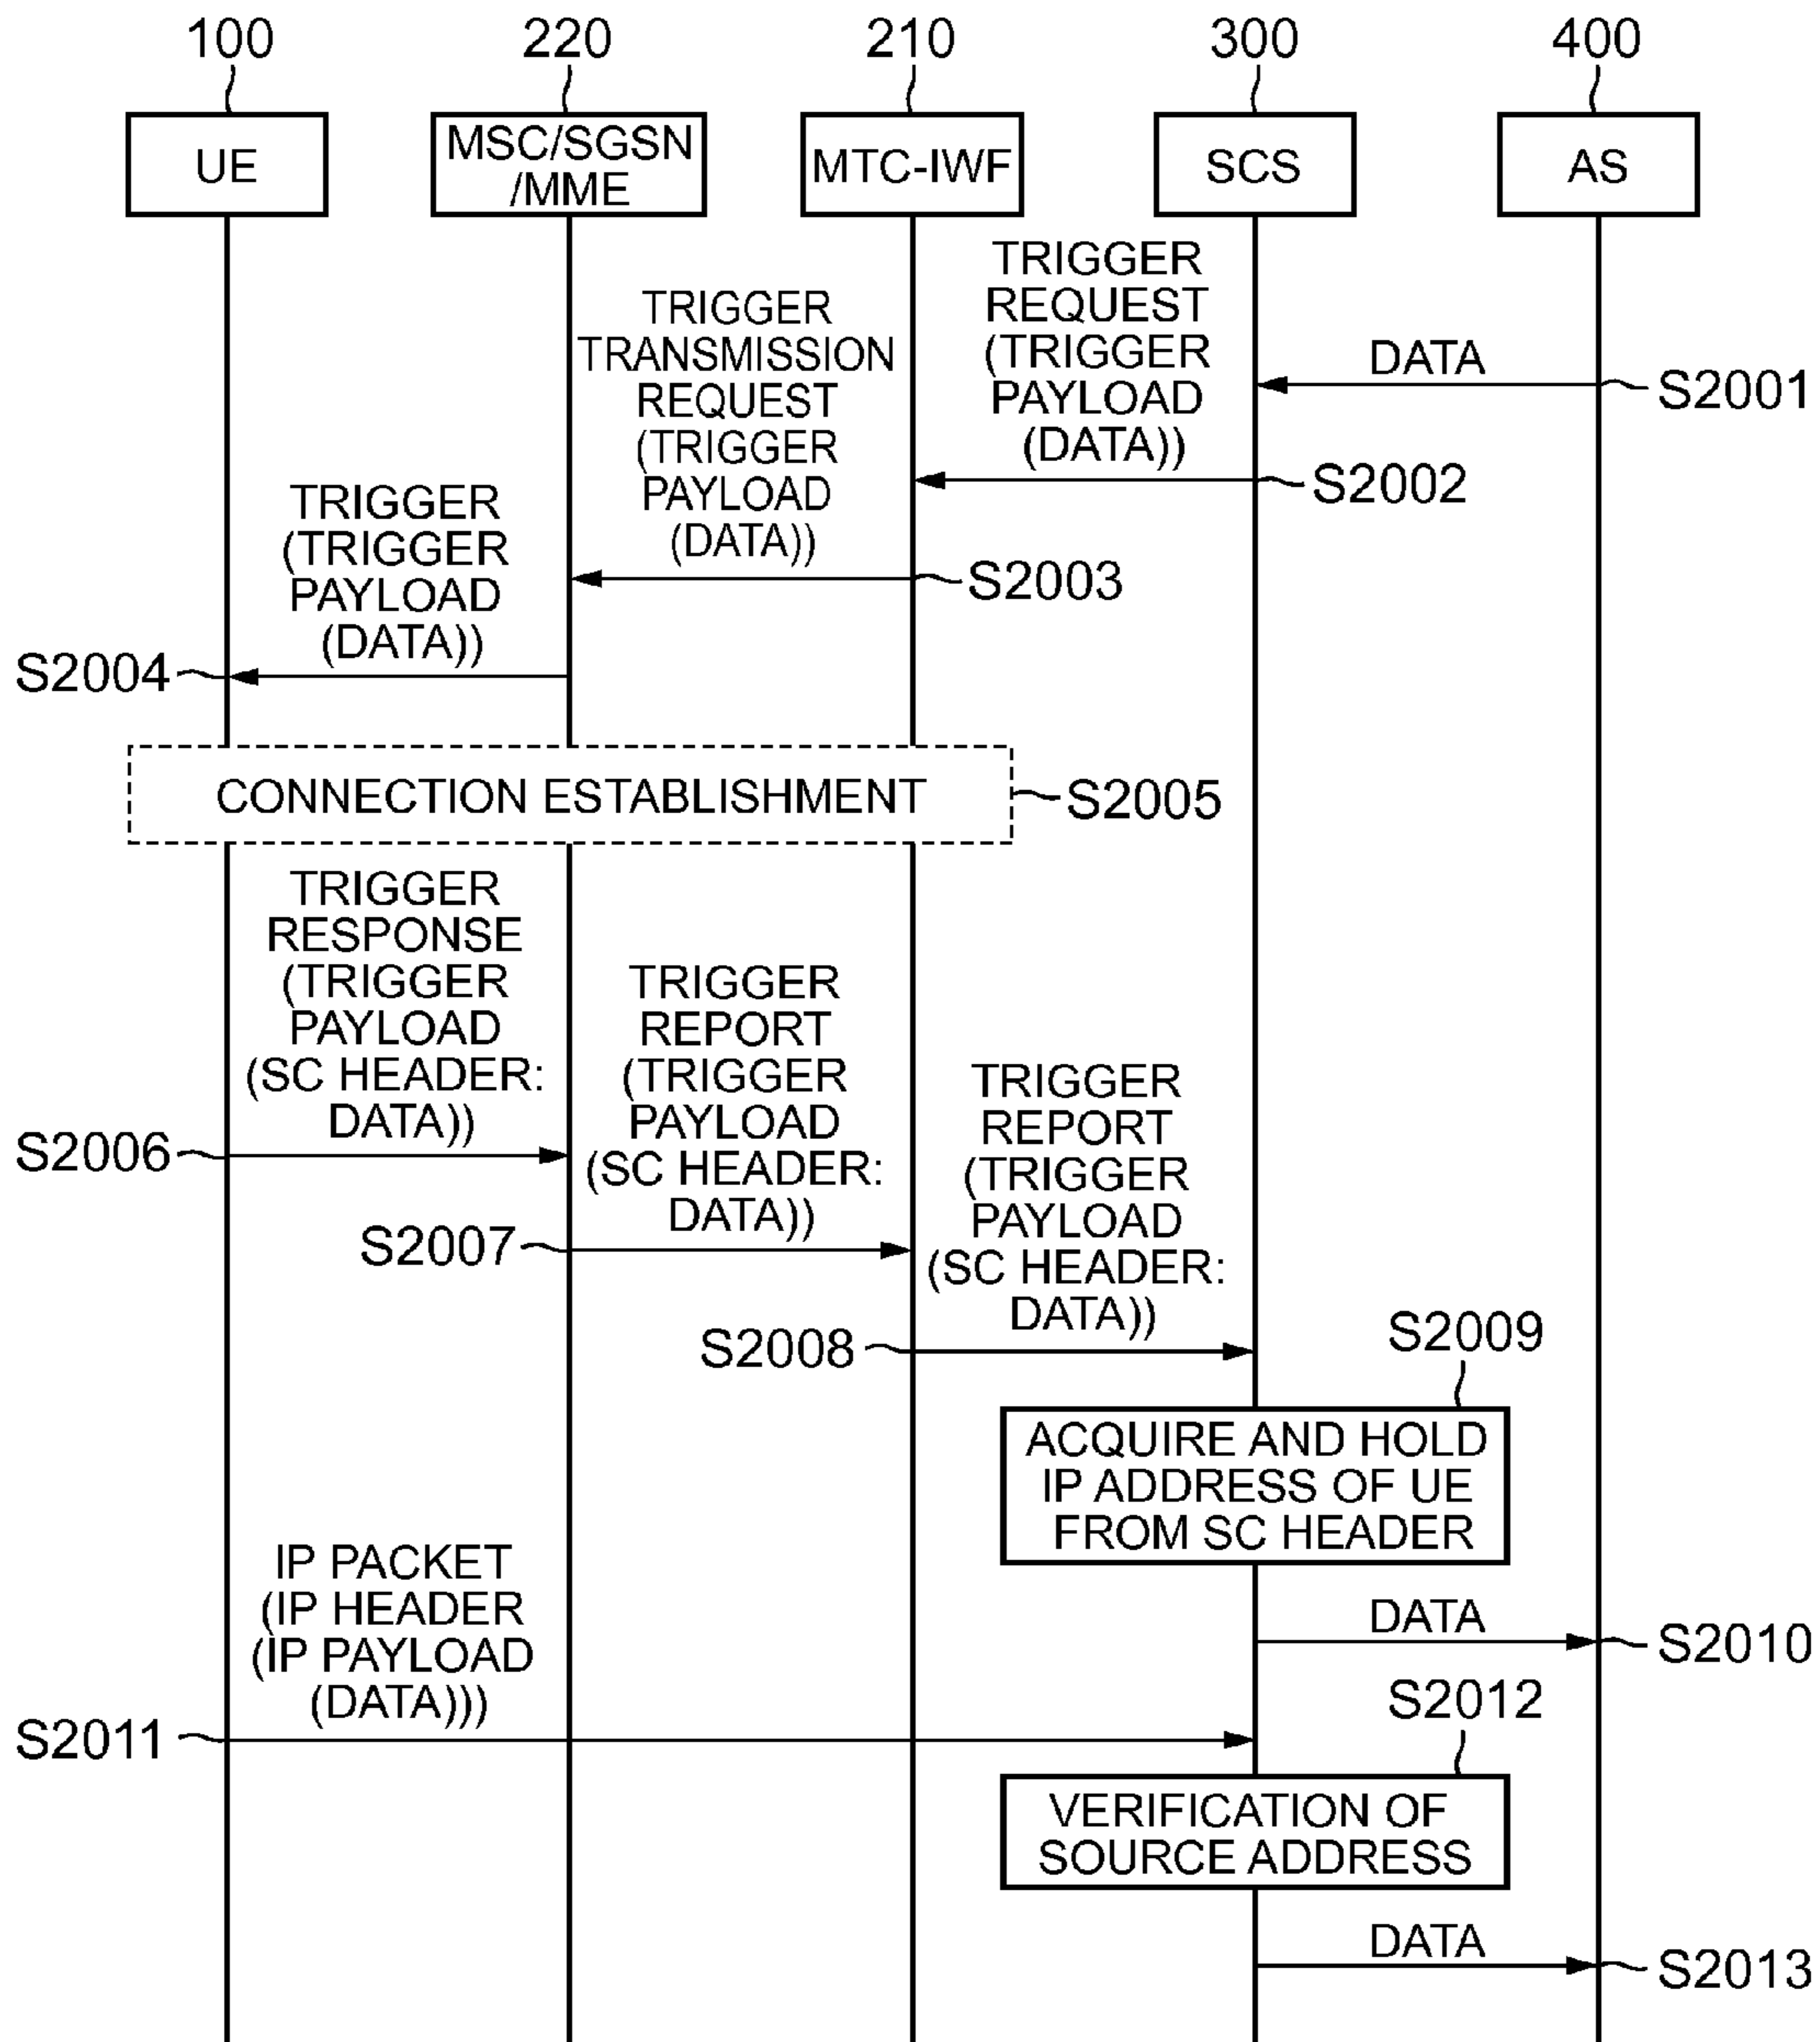 100
220
210
300
400
UE
MSC/SGSN
/MME
MTC-IWF
SCS
AS
DATA
S2001
TRIGGER
REQUEST
(TRIGGER
PAYLOAD
(DATA))
S2002
TRIGGER
TRANSMISSION
REQUEST
(TRIGGER
PAYLOAD
(DATA))
S2003
TRIGGER
(TRIGGER
PAYLOAD
(DATA))
S2004
CONNECTION ESTABLISHMENT
S2005
TRIGGER
RESPONSE
(TRIGGER
PAYLOAD
(SC HEADER:
DATA))
S2006
TRIGGER
REPORT
(TRIGGER
PAYLOAD
(SC HEADER:
DATA))
S2007
TRIGGER
REPORT
(TRIGGER
PAYLOAD
(SC HEADER:
DATA))
S2008
S2009
ACQUIRE AND HOLD
IP ADDRESS OF UE
FROM SC HEADER
DATA
S2010
IP PACKET
(IP HEADER
(IP PAYLOAD
(DATA)))
S2011
S2012
VERIFICATION OF
SOURCE ADDRESS
DATA
S2013